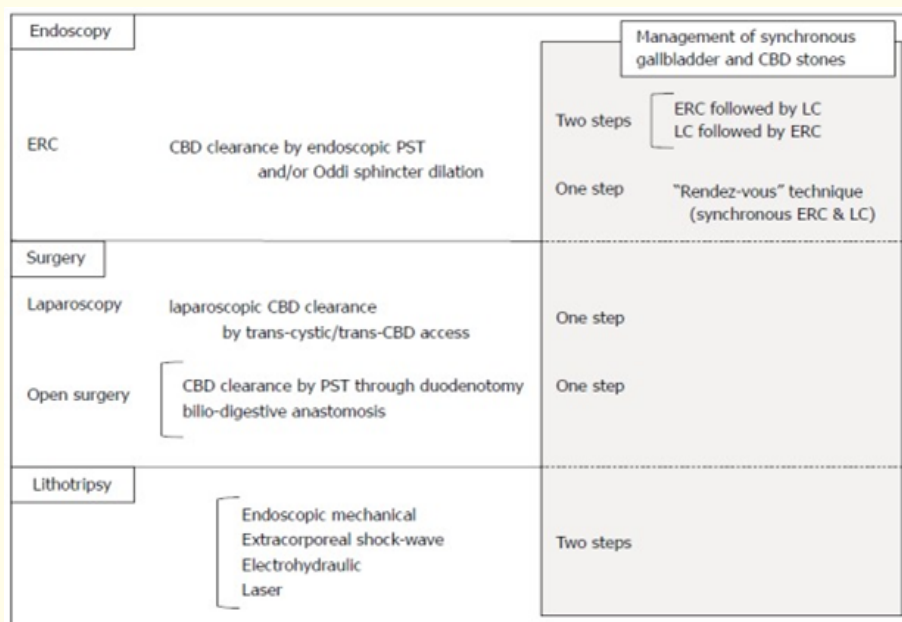 Endoscopy
Management of synchronous
gallbladder and CBD stones
ERC
CBD clearance by endoscopic PST
and/or Oddi sphincter dilation
Two steps
ERC followed by LC
LC followed by ERC
One step
"Rendez-vous" technique
(synchronous ERC & LC)
Surgery
Laparoscopy
laparoscopic CBD clearance
by trans-cystic/trans-CBD access
One step
Open surgery
CBD clearance by PST through duodenotomy
bilio-digestive anastomosis
One step
Lithotripsy
Endoscopic mechanical
Extracorporeal shock-wave
Electrohydraulic
Laser
Two steps